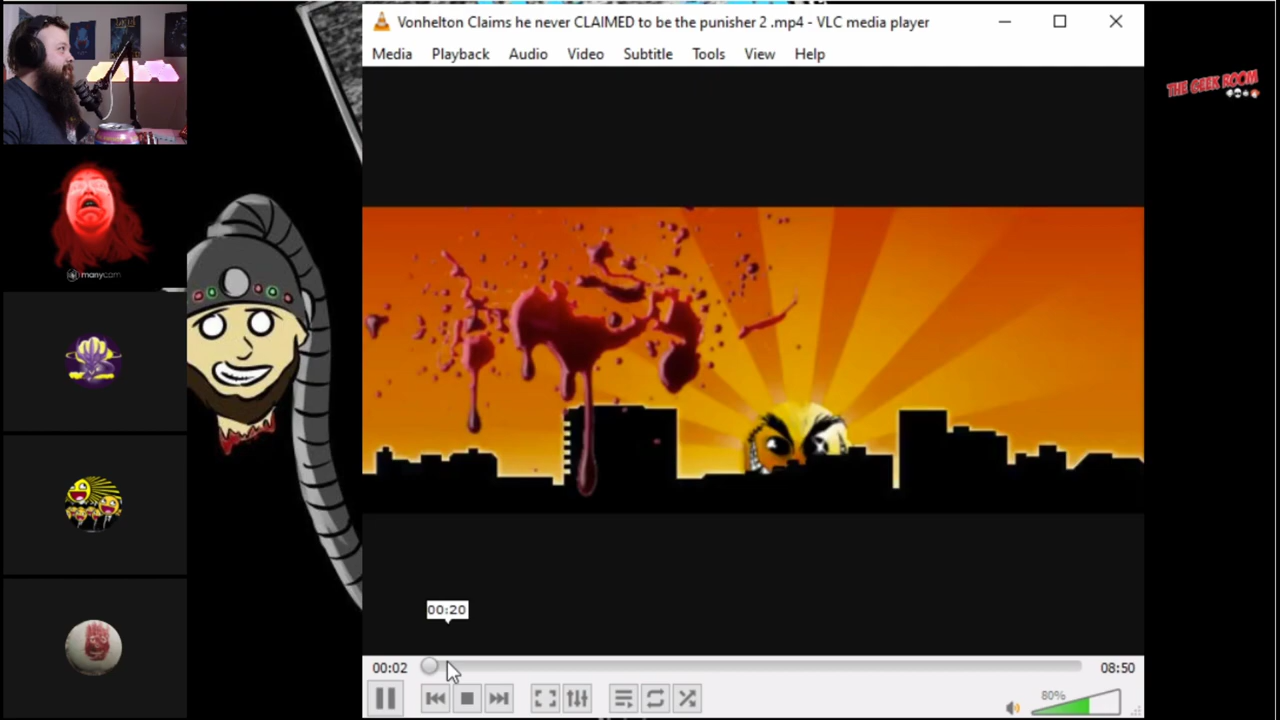 Vonhelton Claims he never CLAIMED to be the punisher 2 .mp4 - VLC media player
Media Playback Audio Video Subtitle Tools View Help
THE GEEK ROOM
manycam
00:20
00:02
08:50
80%